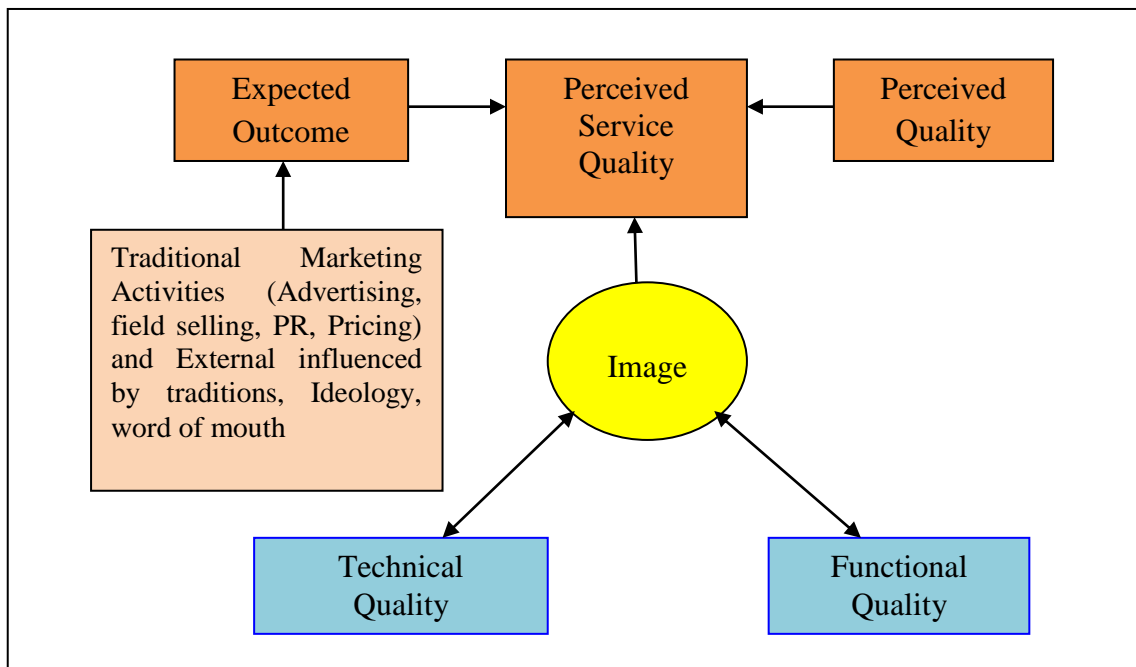 Expected
Outcome
Perceived
Service
Quality
Perceived
Quality
Traditional Marketing
Activities (Advertising,
field selling, PR, Pricing)
and External influenced
by traditions, Ideology,
word of mouth
Image
Technical
Quality
Functional
Quality